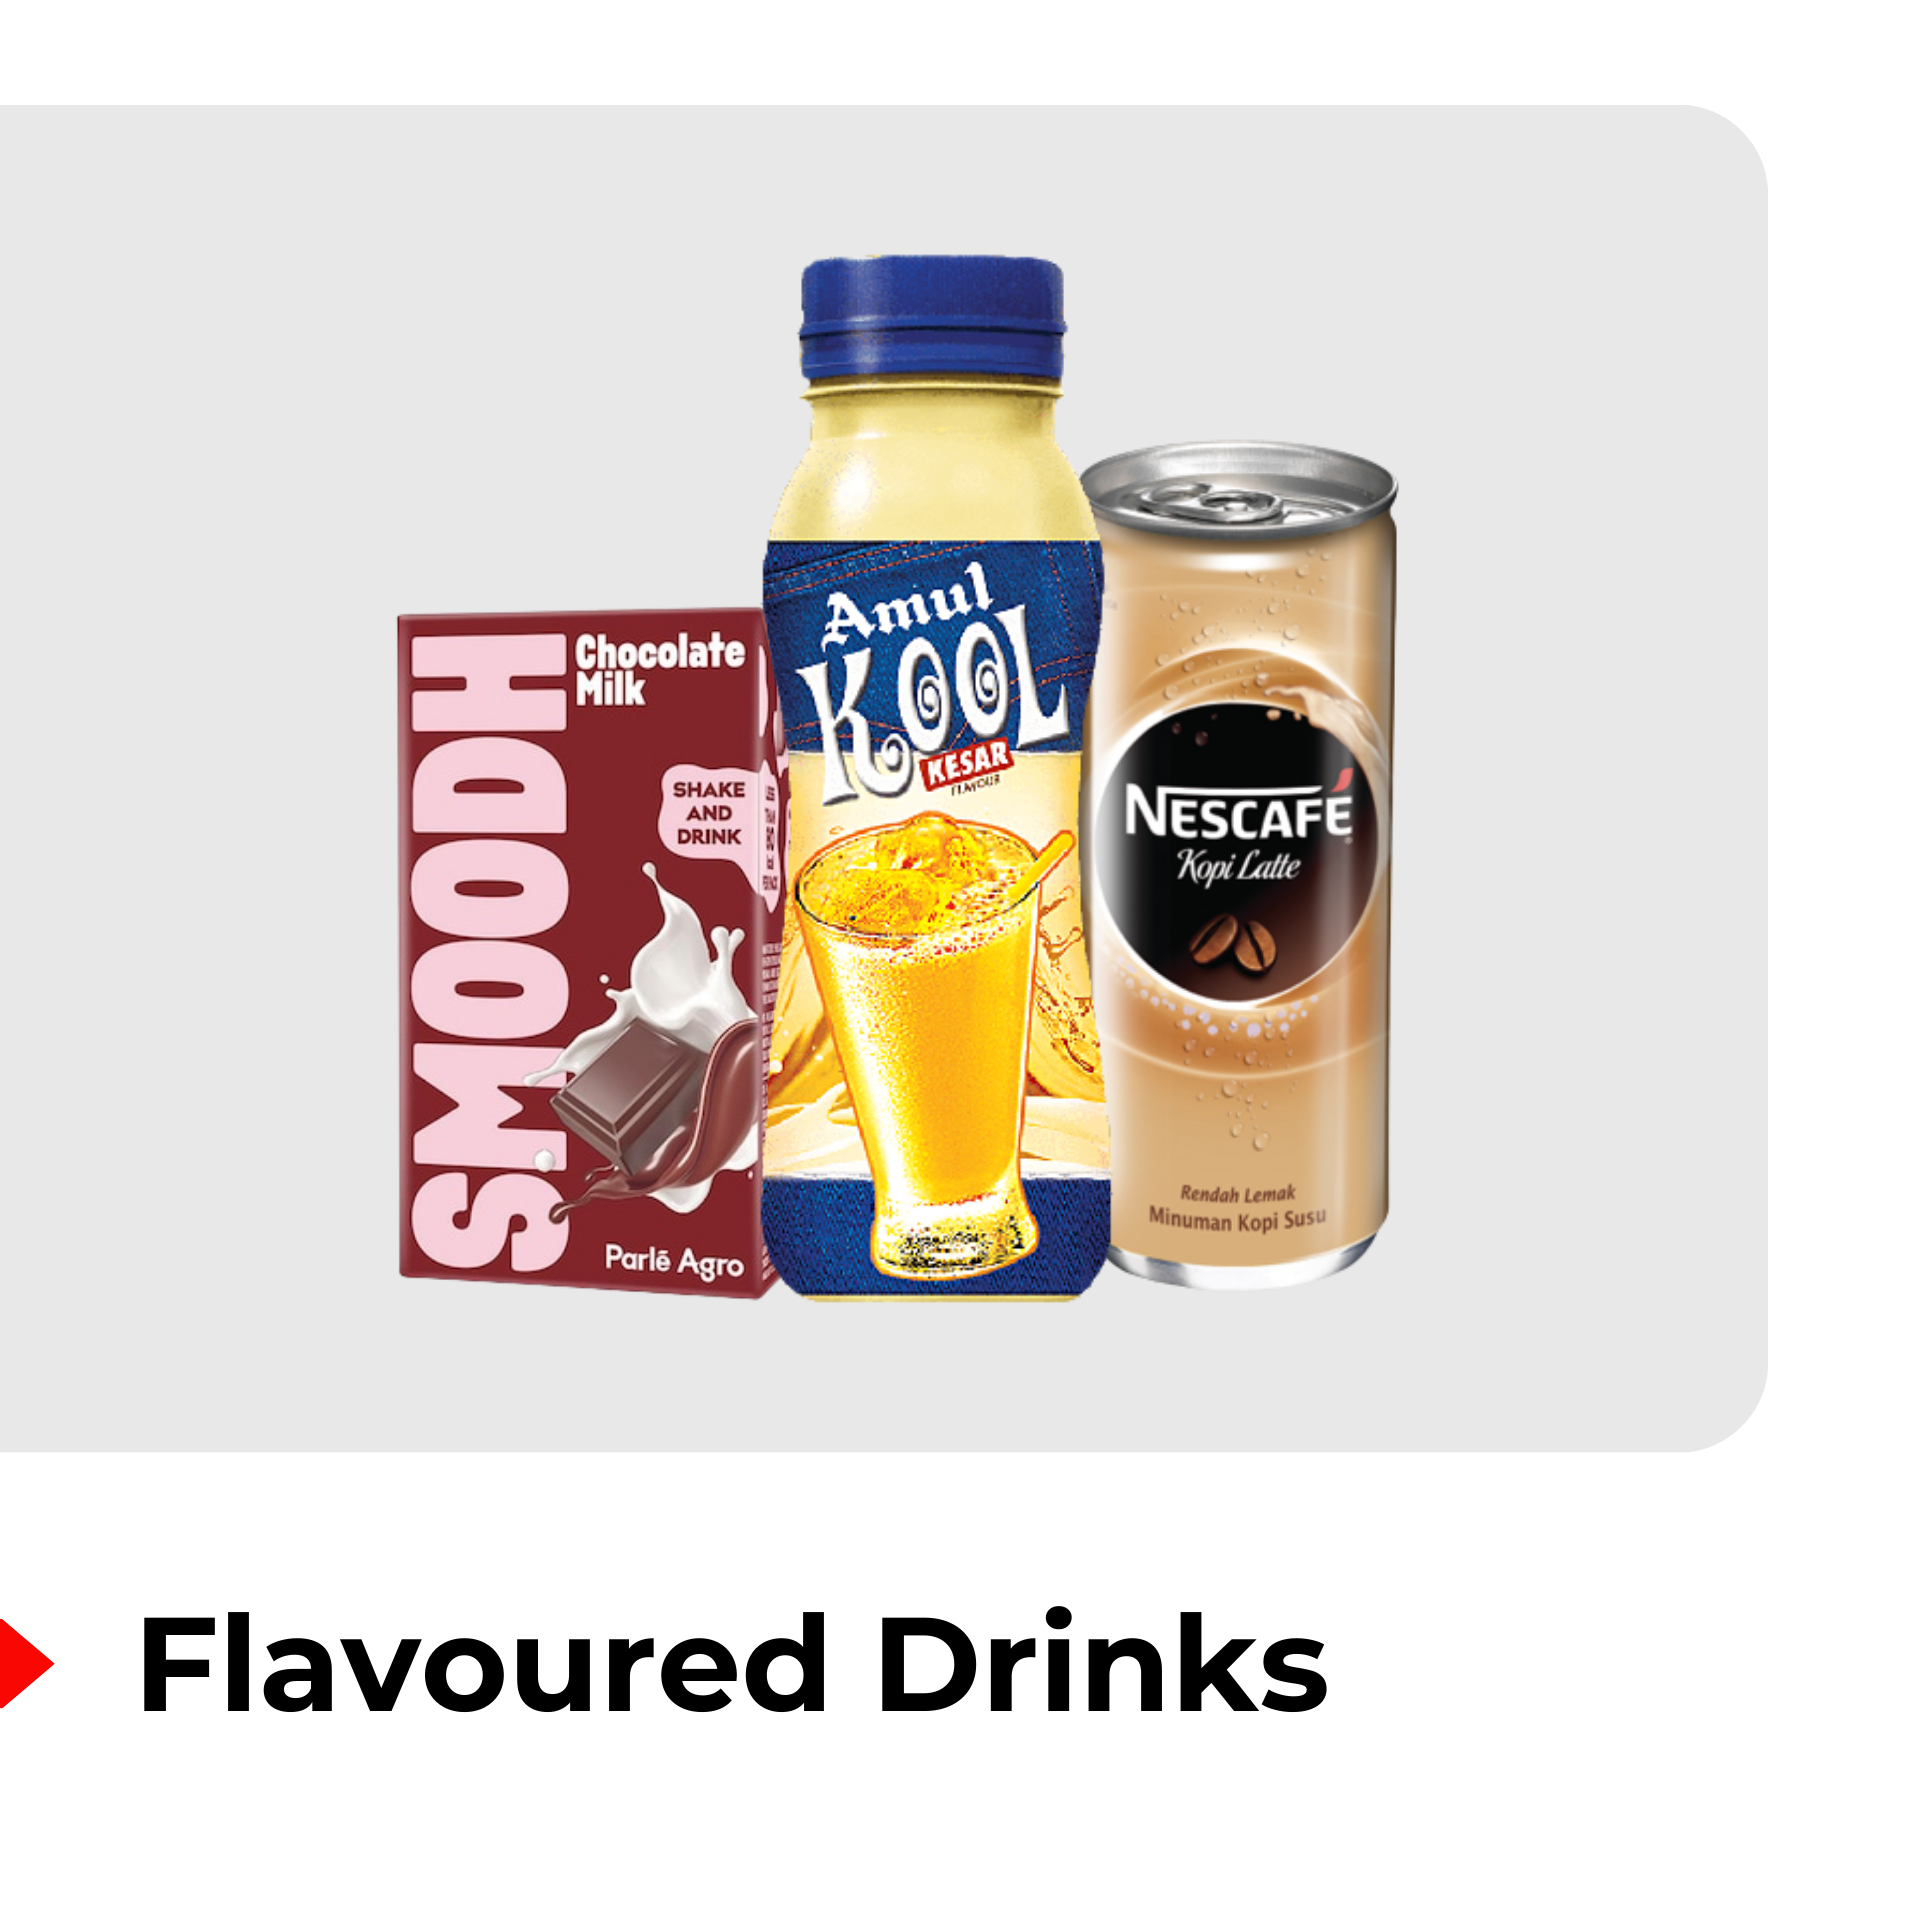 SMOODH
Chocolate
Milk
SHAKE
AND
DRINK
Parlē Agro
Amul
KOOL
KESAR
FLAVOUR
NESCAFÉ
Kopi Latte
Rendah Lemak
Minuman Kopi Susu
Flavoured Drinks